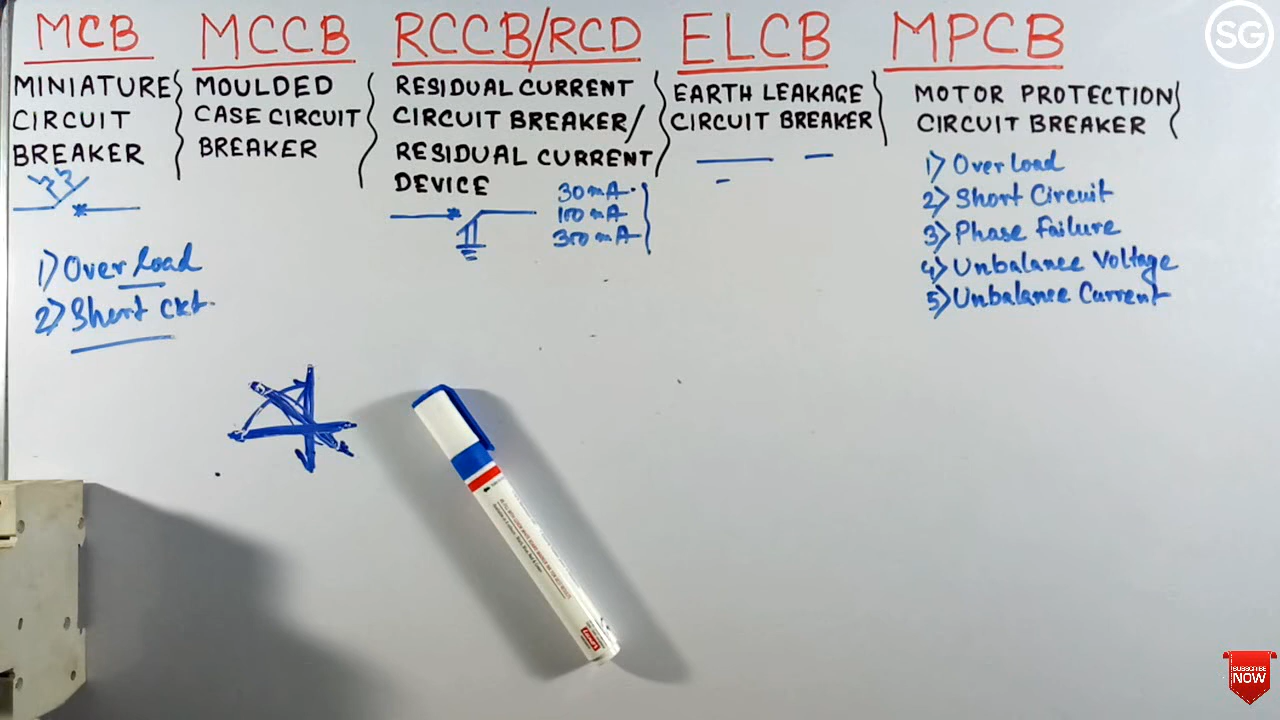 MCB
MINIATURE
CIRCUIT
BREAKER
1) Over Load
2) Short Ckt.
MCCB
MOULDED
CASE CIRCUIT
BREAKER
RCCB/RCD
RESIDUAL CURRENT
CIRCUIT BREAKER/
RESIDUAL CURRENT
DEVICE
30mA.
100mA
300mA
ELCB
EARTH LEAKAGE
CIRCUIT BREAKER
MPCB
MOTOR PROTECTION
CIRCUIT BREAKER
1) Over Load
2) Short Circuit
3) Phase Failure
4) Unbalance Voltage
5) Unbalance Current
SG
SUBSCRIBE
NOW